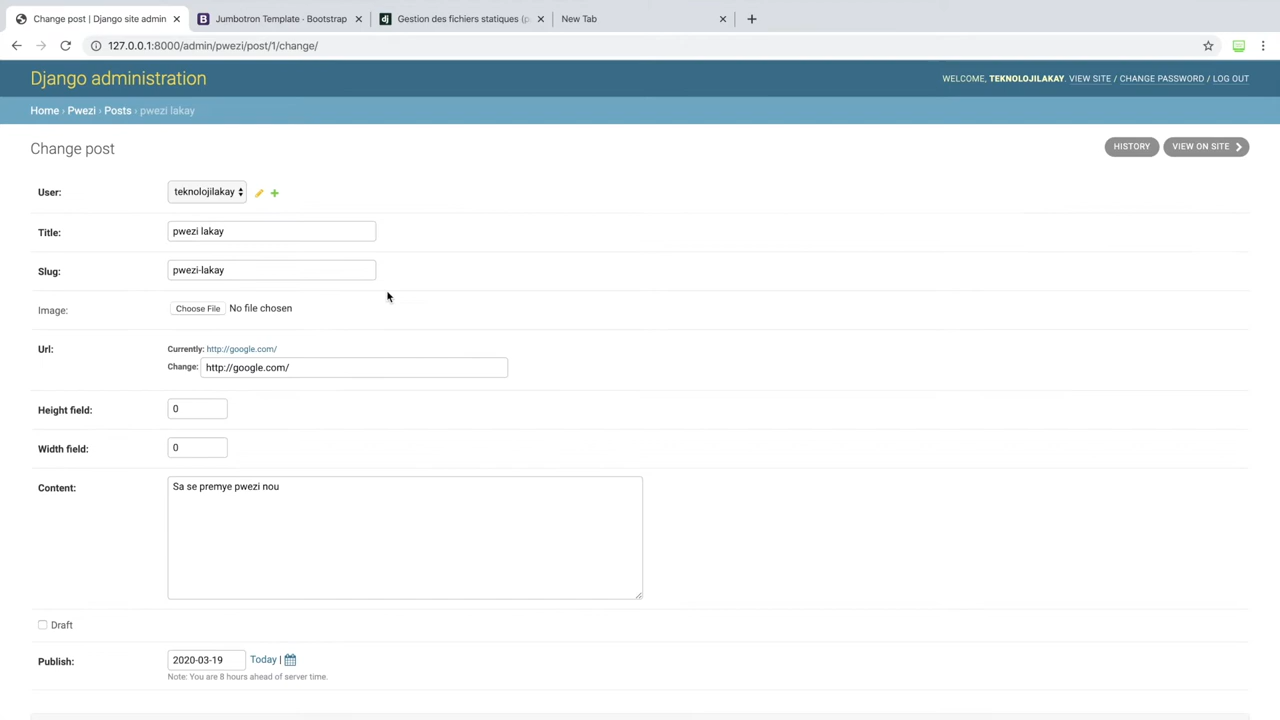 Change post | Django site admin
Jumbotron Template · Bootstrap
Gestion des fichiers statiques (p
New Tab
127.0.0.1:8000/admin/pwezi/post/1/change/
Django administration
WELCOME, TEKNOLOJILAKAY. VIEW SITE / CHANGE PASSWORD / LOG OUT
Home › Pwezi › Posts › pwezi lakay
Change post
HISTORY
VIEW ON SITE
User:
teknolojilakay
Title:
pwezi lakay
Slug:
pwezi-lakay
Image:
Choose File No file chosen
Url:
Currently: http://google.com/
Change: http://google.com/
Height field:
0
Width field:
0
Content:
Sa se premye pwezi nou
Draft
Publish:
2020-03-19
Today |
Note: You are 8 hours ahead of server time.